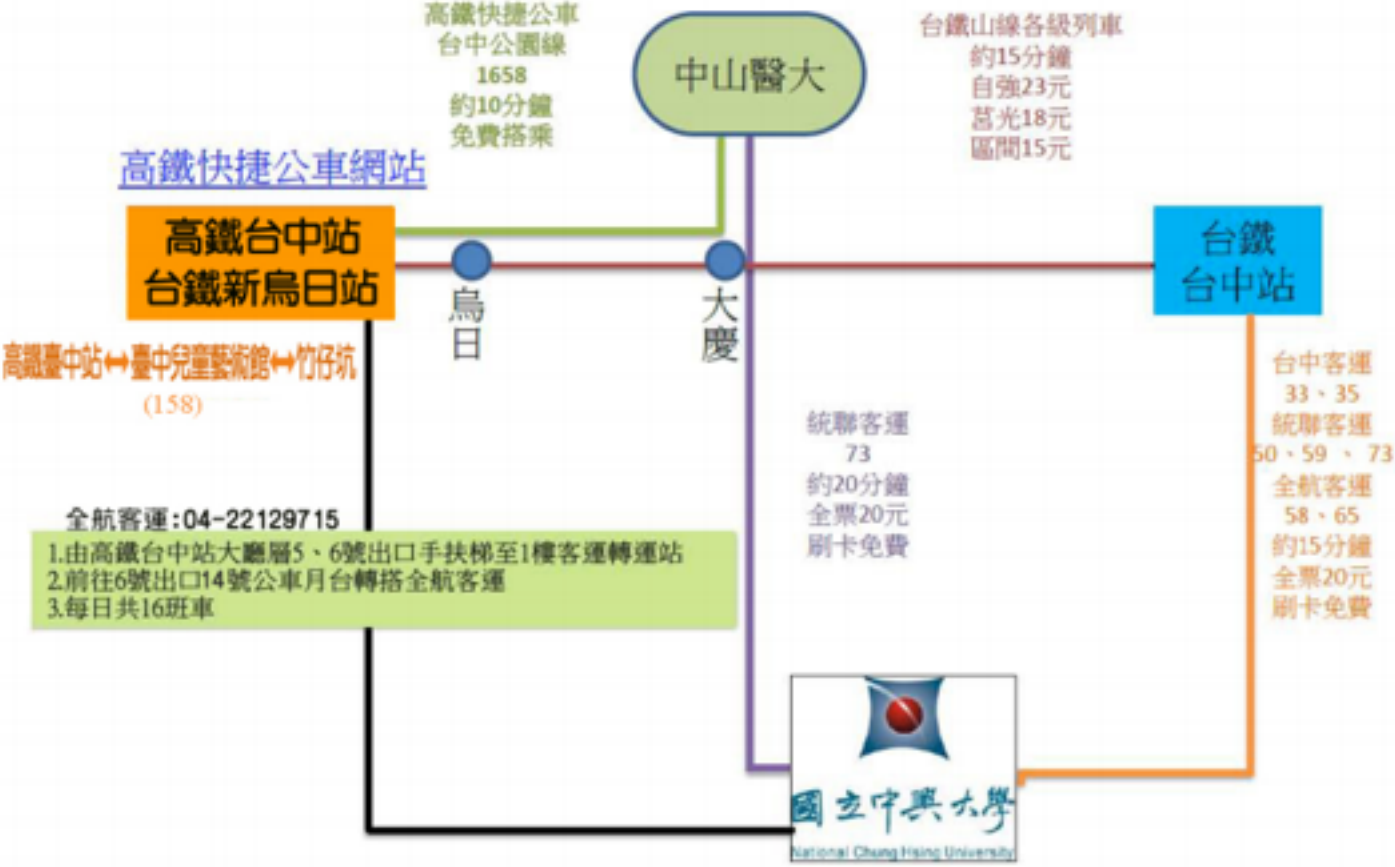 高鐵快捷公車
台中公園線
1658
約10分鐘
免費搭乘
中山醫大
台鐵山線各級列車
約15分鐘
自強23元
莒光18元
區間15元
高鐵快捷公車網站
高鐵台中站
台鐵新烏日站
台鐵
台中站
烏日
大慶
高鐵臺中站↔臺中兒童藝術館↔竹仔坑
(158)
統聯客運
73
約20分鐘
全票20元
刷卡免費
台中客運
33、35
統聯客運
50、59 、 73
全航客運
58、65
約15分鐘
全票20元
刷卡免費
全航客運:04-22129715
1.由高鐵台中站大廳層5、6號出口手扶梯至1樓客運轉運站
2.前往6號出口14號公車月台轉搭全航客運
3.每日共16班車
國立中興大學
National Chung Hsing University